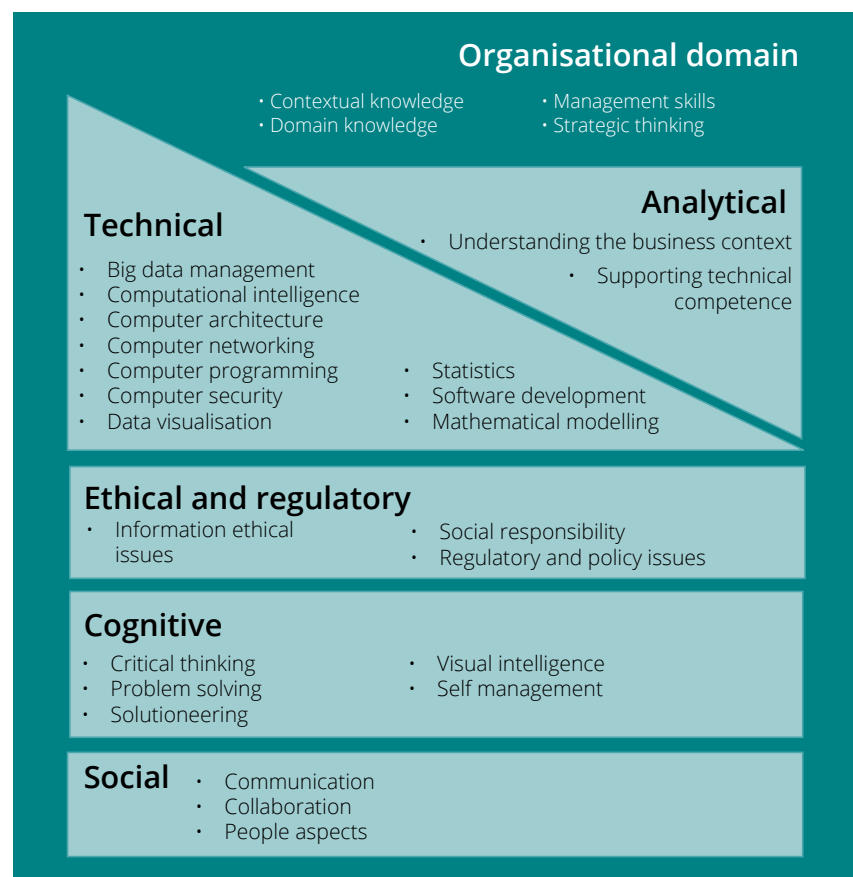 Organisational domain
· Contextual knowledge
· Domain knowledge
· Management skills
· Strategic thinking
Analytical
· Understanding the business context
· Supporting technical
competence
Technical
· Big data management
· Computational intelligence
· Computer architecture
· Computer networking
· Computer programming
· Computer security
· Data visualisation
· Statistics
· Software development
· Mathematical modelling
Ethical and regulatory
· Information ethical
issues
· Social responsibility
· Regulatory and policy issues
Cognitive
· Critical thinking
· Problem solving
· Solutioneering
· Visual intelligence
· Self management
Social
· Communication
· Collaboration
· People aspects